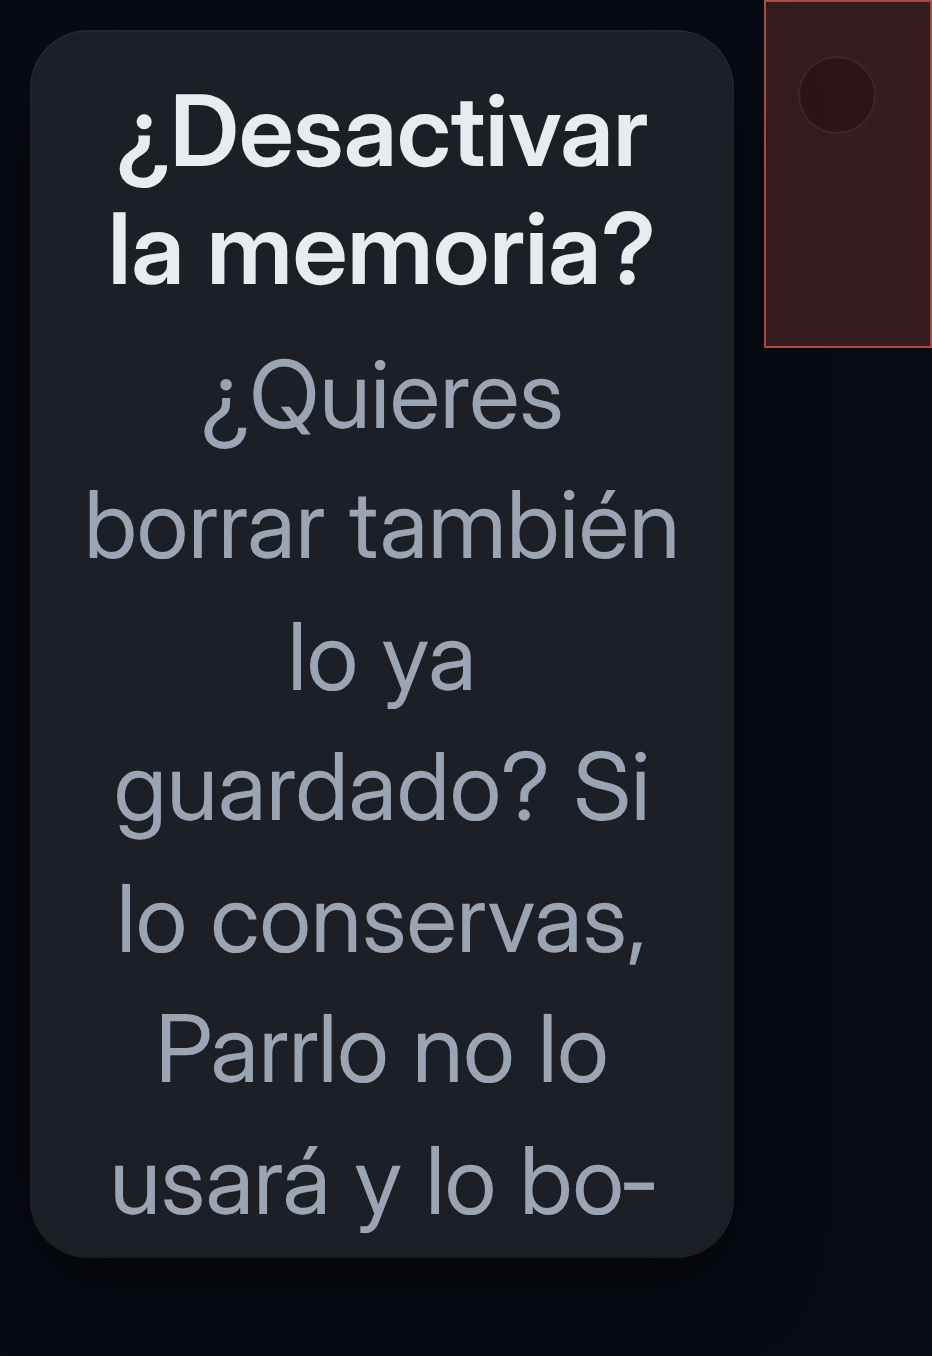 ¿Desactivar
la memoria?
¿Quieres
borrar también
lo ya
guardado? Si
lo conservas,
Parrlo no lo
usará y lo bo-